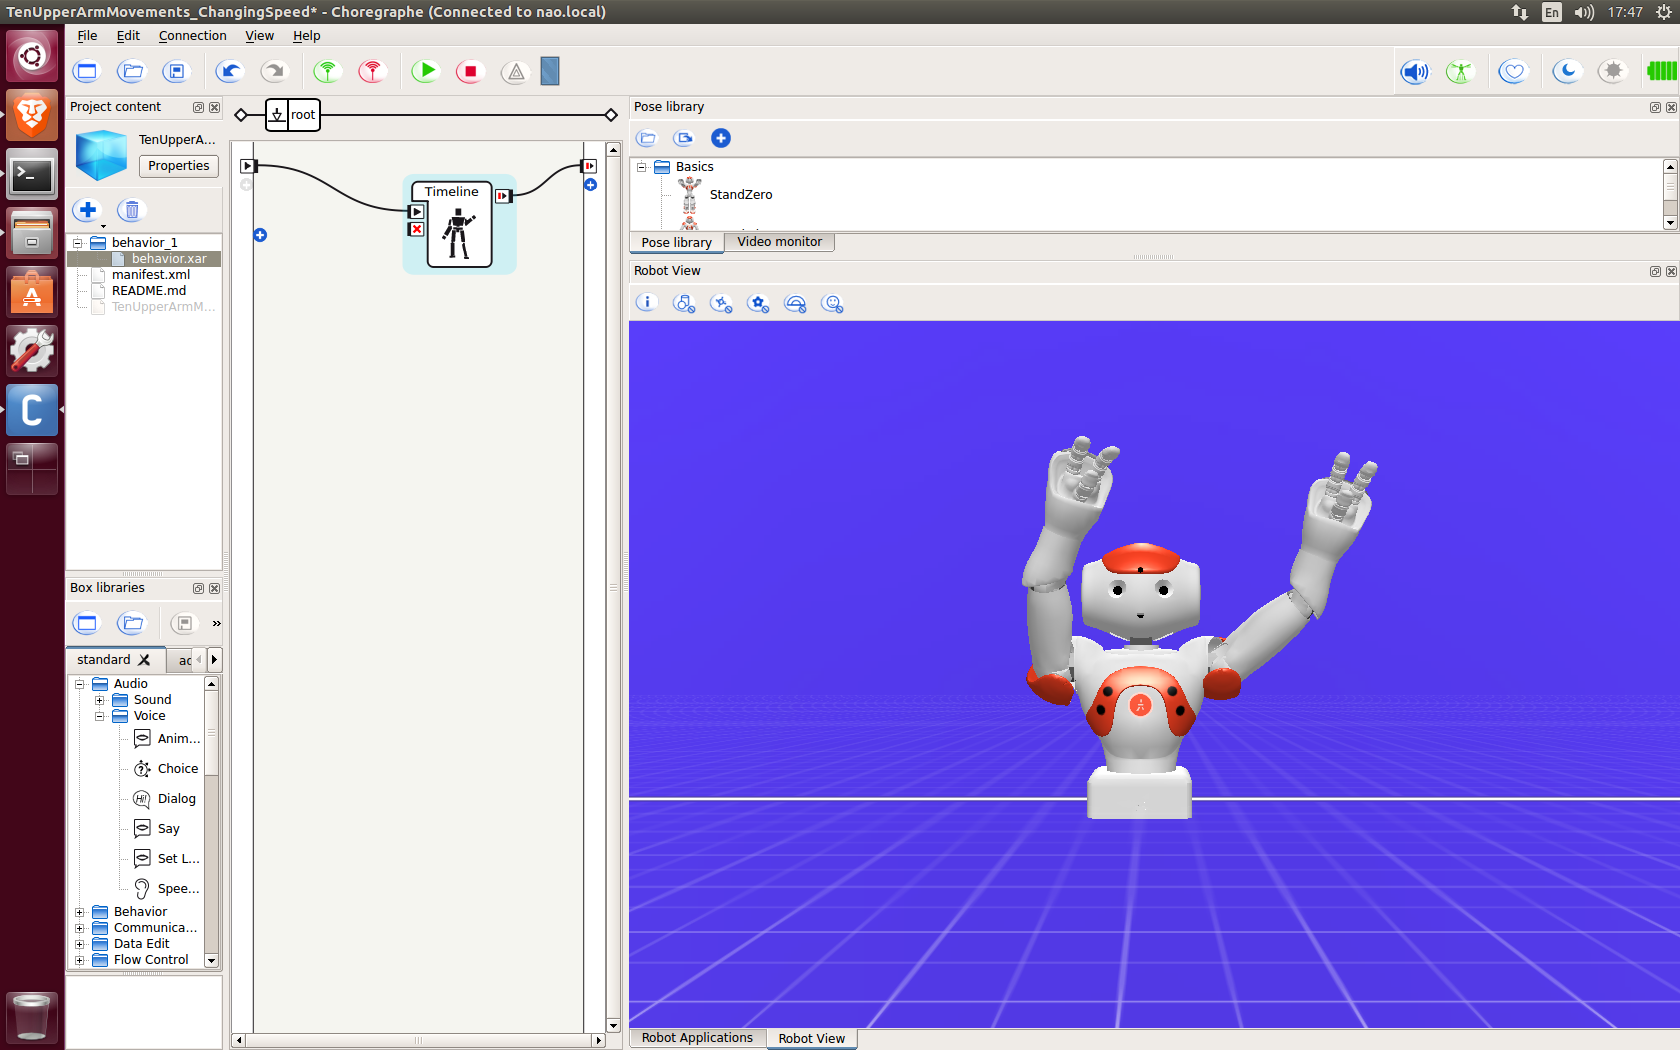 TenUpperArmMovements_ChangingSpeed* - Choregraphe (Connected to nao.local)
En
17:47
File Edit Connection View Help
Project content
TenUpperA...
Properties
behavior_1
behavior.xar
manifest.xml
README.md
TenUpperArmM...
Box libraries
»
standard
ac
Audio
Sound
Voice
Anim...
Choice
Hi!
Dialog
Say
Set L...
Spee...
Behavior
Communica...
Data Edit
Flow Control
root
Timeline
Pose library
Basics
StandZero
Pose library
Video monitor
Robot View
Robot Applications
Robot View